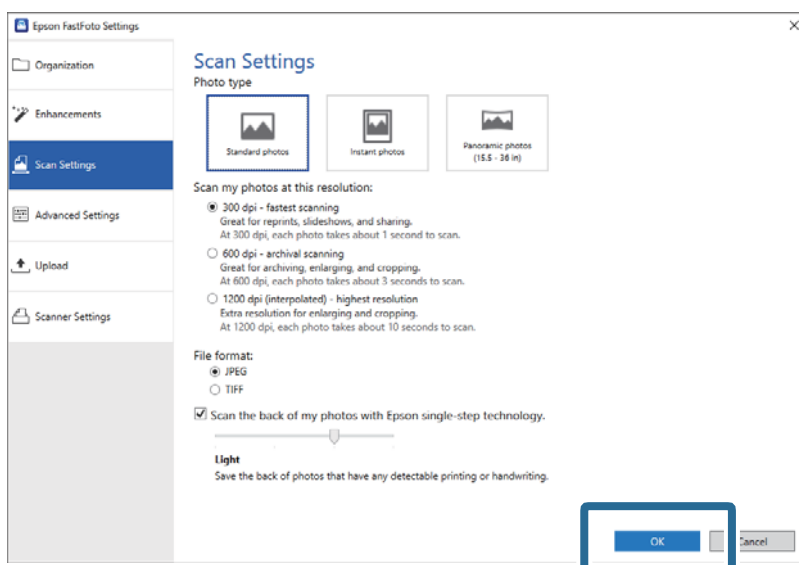 Epson FastFoto Settings
Organization
Enhancements
Scan Settings
Advanced Settings
Upload
Scanner Settings
Scan Settings
Photo type
Standard photos
Instant photos
Panoramic photos
(15.5 - 36 in)
Scan my photos at this resolution:
300 dpi - fastest scanning
Great for reprints, slideshows, and sharing.
At 300 dpi, each photo takes about 1 second to scan.
600 dpi - archival scanning
Great for archiving, enlarging, and cropping.
At 600 dpi, each photo takes about 3 seconds to scan.
1200 dpi (interpolated) - highest resolution
Extra resolution for enlarging and cropping.
At 1200 dpi, each photo takes about 10 seconds to scan.
File format:
JPEG
TIFF
Scan the back of my photos with Epson single-step technology.
Light
Save the back of photos that have any detectable printing or handwriting.
OK
Cancel